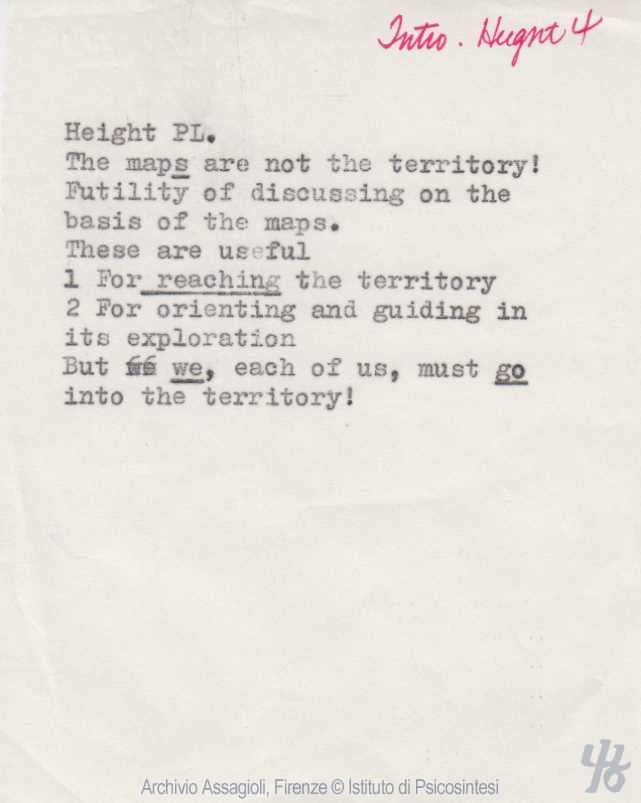 Intro. Height 4
Height PL.
The maps are not the territory!
Futility of discussing on the
basis of the maps.
These are useful
1 For reaching the territory
2 For orienting and guiding in
its exploration
But we, each of us, must go
into the territory!
Archivio Assagioli, Firenze © Istituto di Psicosintesi